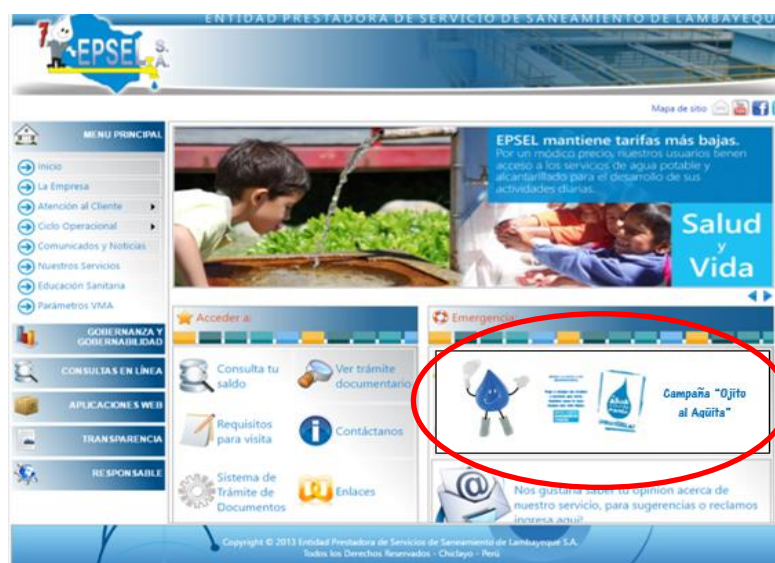 ENTIDAD PRESTADORA DE SERVICIO DE SANEAMIENTO DE LAMBAYEQU
EPSEL S.
A.
Mapa de sitio
MENU PRINCIPAL
Inicio
La Empresa
Atención al Cliente
Ciclo Operacional
Comunicados y Noticias
Nuestros Servicios
Educación Sanitaria
Parámetros VMA
GOBERNANZA Y
GOBERNABILIDAD
CONSULTAS EN LÍNEA
APLICACIONES WEB
TRANSPARENCIA
RESPONSABLE
EPSEL mantiene tarifas más bajas.
Por un módico precio, nuestros usuarios tienen
acceso a los servicios de agua potable y
alcantarillado para el desarrollo de sus
actividades diarias.
Salud
y
Vida
Acceder a:
Consulta tu
saldo
Ver trámite
documentario
Requisitos
para visita
Contáctanos
Sistema de
Trámite de
Documentos
Enlaces
Emergencia:
Campaña "Ojito
al Aqüita"
Nos gustaría saber tu opinión acerca de
nuestro servicio, para sugerencias o reclamos
ingresa aquí!
Copyright © 2013 Entidad Prestadora de Servicios de Saneamiento de Lambayeque S.A.
Todos los Derechos Reservados - Chiclayo - Perú